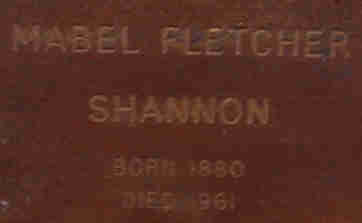 MABEL FLETCHER
SHANNON
BORN 1880
DIED 1961